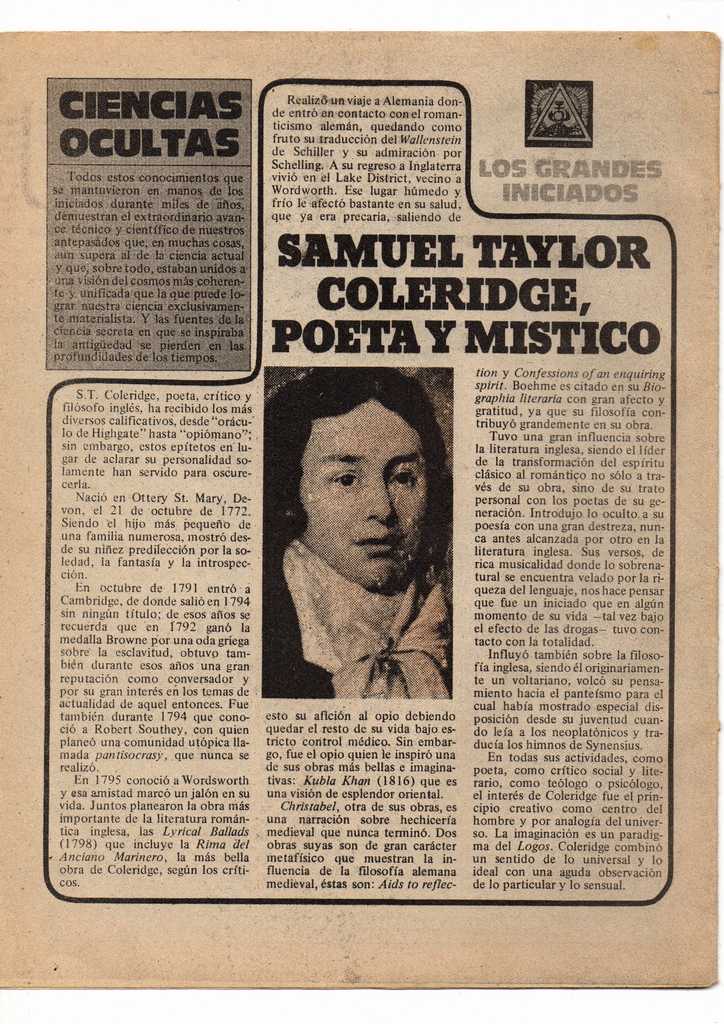 CIENCIAS
OCULTAS
Todos estos conocimientos que
se mantuvieron en manos de los
iniciados durante miles de años,
demuestran el extraordinario avan-
ce técnico y científico de nuestros
antepasados que, en muchas cosas,
aun supera al de la ciencia actual
y que, sobre todo, estaban unidos a
una visión del cosmos más coheren-
te y unificada que la que puede lo-
grar nuestra ciencia exclusivamen-
te materialista. Y las fuentes de la
ciencia secreta en que se inspiraba
la antigüedad se pierden en las
profundidades de los tiempos.
LOS GRANDES
INICIADOS
SAMUEL TAYLOR
COLERIDGE,
POETA Y MISTICO
S.T. Coleridge, poeta, crítico y
filósofo inglés, ha recibido los más
diversos calificativos, desde "orácu-
lo de Highgate" hasta "opiómano";
sin embargo, estos epítetos en lu-
gar de aclarar su personalidad so-
lamente han servido para oscure-
cerla.
Nació en Ottery St. Mary, De-
von, el 21 de octubre de 1772.
Siendo el hijo más pequeño de
una familia numerosa, mostró des-
de su niñez predilección por la so-
ledad, la fantasía y la introspec-
ción.
En octubre de 1791 entró a
Cambridge, de donde salió en 1794
sin ningún título; de esos años se
recuerda que en 1792 ganó la
medalla Browne por una oda griega
sobre la esclavitud, obtuvo tam-
bién durante esos años una gran
reputación como conversador y
por su gran interés en los temas de
actualidad de aquel entonces. Fue
también durante 1794 que cono-
ció a Robert Southey, con quien
planeó una comunidad utópica lla-
mada pantisocrasy, que nunca se
realizó.
En 1795 conoció a Wordsworth
y esa amistad marcó un jalón en su
vida. Juntos planearon la obra más
importante de la literatura román-
tica inglesa, las Lyrical Ballads
(1798) que incluye la Rima del
Anciano Marinero, la más bella
obra de Coleridge, según los críti-
cos.
Realizó un viaje a Alemania don-
de entró en contacto con el roman-
ticismo alemán, quedando como
fruto su traducción del Wallenstein
de Schiller y su admiración por
Schelling. A su regreso a Inglaterra
vivió en el Lake District, vecino a
Wordworth. Ese lugar húmedo y
frío le afectó bastante en su salud,
que ya era precaria, saliendo de
esto su afición al opio debiendo
quedar el resto de su vida bajo es-
tricto control médico. Sin embar-
go, fue el opio quien le inspiró una
de sus obras más bellas e imagina-
tivas: Kubla Khan (1816) que es
una visión de esplendor oriental.
Christabel, otra de sus obras, es
una narración sobre hechicería
medieval que nunca terminó. Dos
obras suyas son de gran carácter
metafísico que muestran la in-
fluencia de la filosofía alemana
medieval, éstas son: Aids to reflec-
tion y Confessions of an enquiring
spirit. Boehme es citado en su Bio-
graphia literaria con gran afecto y
gratitud, ya que su filosofía con-
tribuyó grandemente en su obra.
Tuvo una gran influencia sobre
la literatura inglesa, siendo el líder
de la transformación del espíritu
clásico al romántico no sólo a tra-
vés de su obra, sino de su trato
personal con los poetas de su ge-
neración. Introdujo lo oculto a su
poesía con una gran destreza, nun-
ca antes alcanzada por otro en la
literatura inglesa. Sus versos, de
rica musicalidad donde lo sobrena-
tural se encuentra velado por la ri-
queza del lenguaje, nos hace pensar
que fue un iniciado que en algún
momento de su vida —tal vez bajo
el efecto de las drogas— tuvo con-
tacto con la totalidad.
Influyó también sobre la filoso-
fía inglesa, siendo él originariamen-
te un voltariano, volcó su pensa-
miento hacia el panteísmo para el
cual había mostrado especial dis-
posición desde su juventud cuan-
do leía a los neoplatónicos y tra-
ducía los himnos de Synensius.
En todas sus actividades, como
poeta, como crítico social y lite-
rario, como teólogo o psicólogo,
el interés de Coleridge fue el prin-
cipio creativo como centro del
hombre y por analogía del univer-
so. La imaginación es un paradig-
ma del Logos. Coleridge combinó
un sentido de lo universal y lo
ideal con una aguda observación
de lo particular y lo sensual.